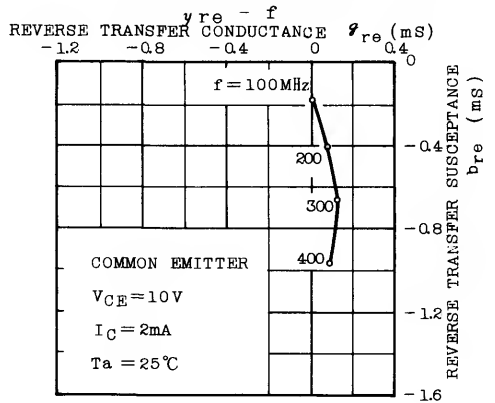 yre – f
REVERSE TRANSFER CONDUCTANCE gre (mS)
-1.2 -0.8 -0.4 0 0.4
0
f=100MHz
200
-0.4
300
-0.8
400
-1.2
-1.6
REVERSE TRANSFER SUSCEPTANCE
bre (mS)
COMMON EMITTER
VCE=10V
IC=2mA
Ta=25℃